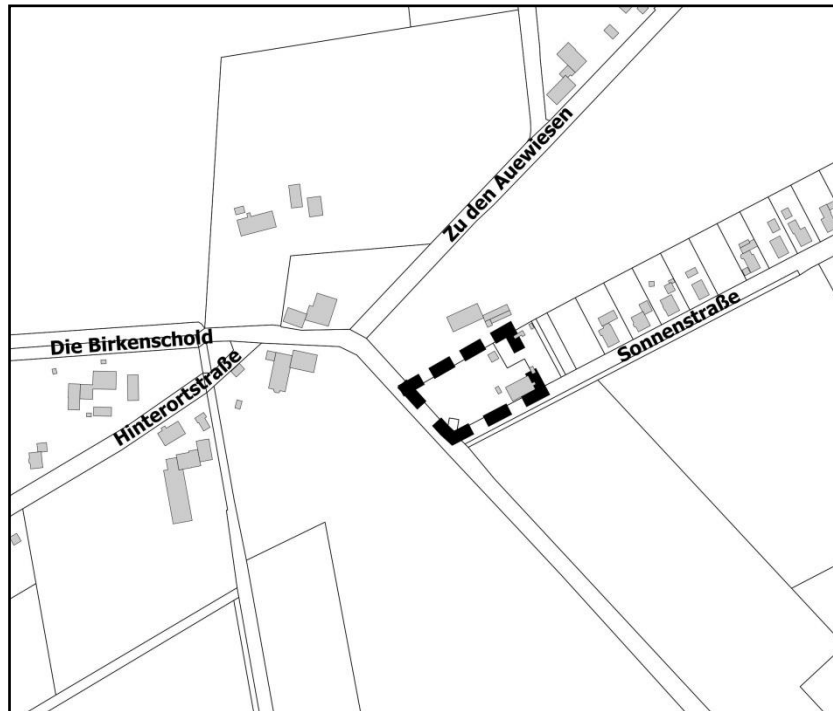 Zu den Auewiesen
Die Birkenschold
Hinterortstraße
Sonnenstraße